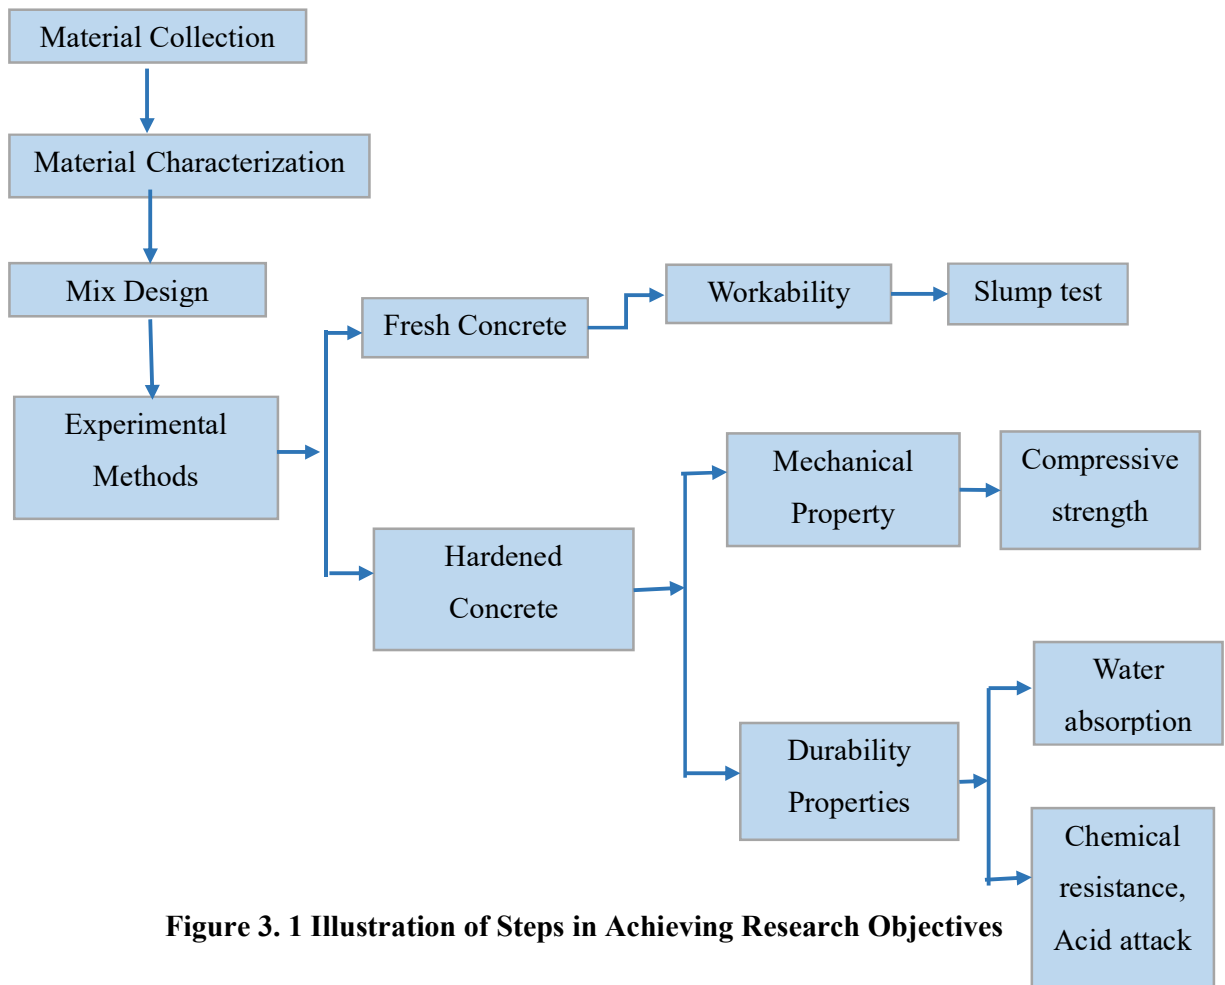 Material Collection
Material Characterization
Mix Design
Experimental
Methods
Fresh Concrete
Workability
Slump test
Hardened
Concrete
Mechanical
Property
Compressive
strength
Durability
Properties
Water
absorption
Chemical
resistance,
Acid attack
Figure 3. 1 Illustration of Steps in Achieving Research Objectives